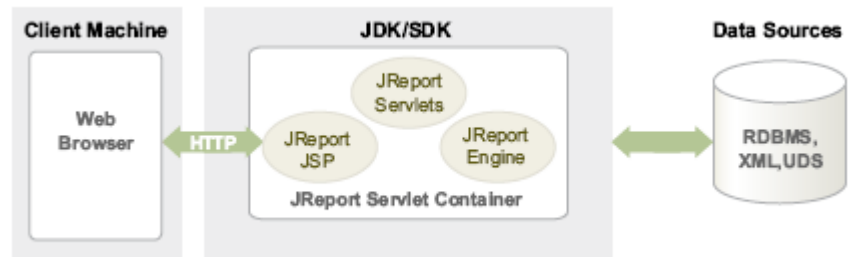 Client Machine
JDK/SDK
Data Sources
Web
Browser
HTTP
JReport
Servlets
JReport
JSP
JReport
Engine
JReport Servlet Container
RDBMS,
XML,UDS